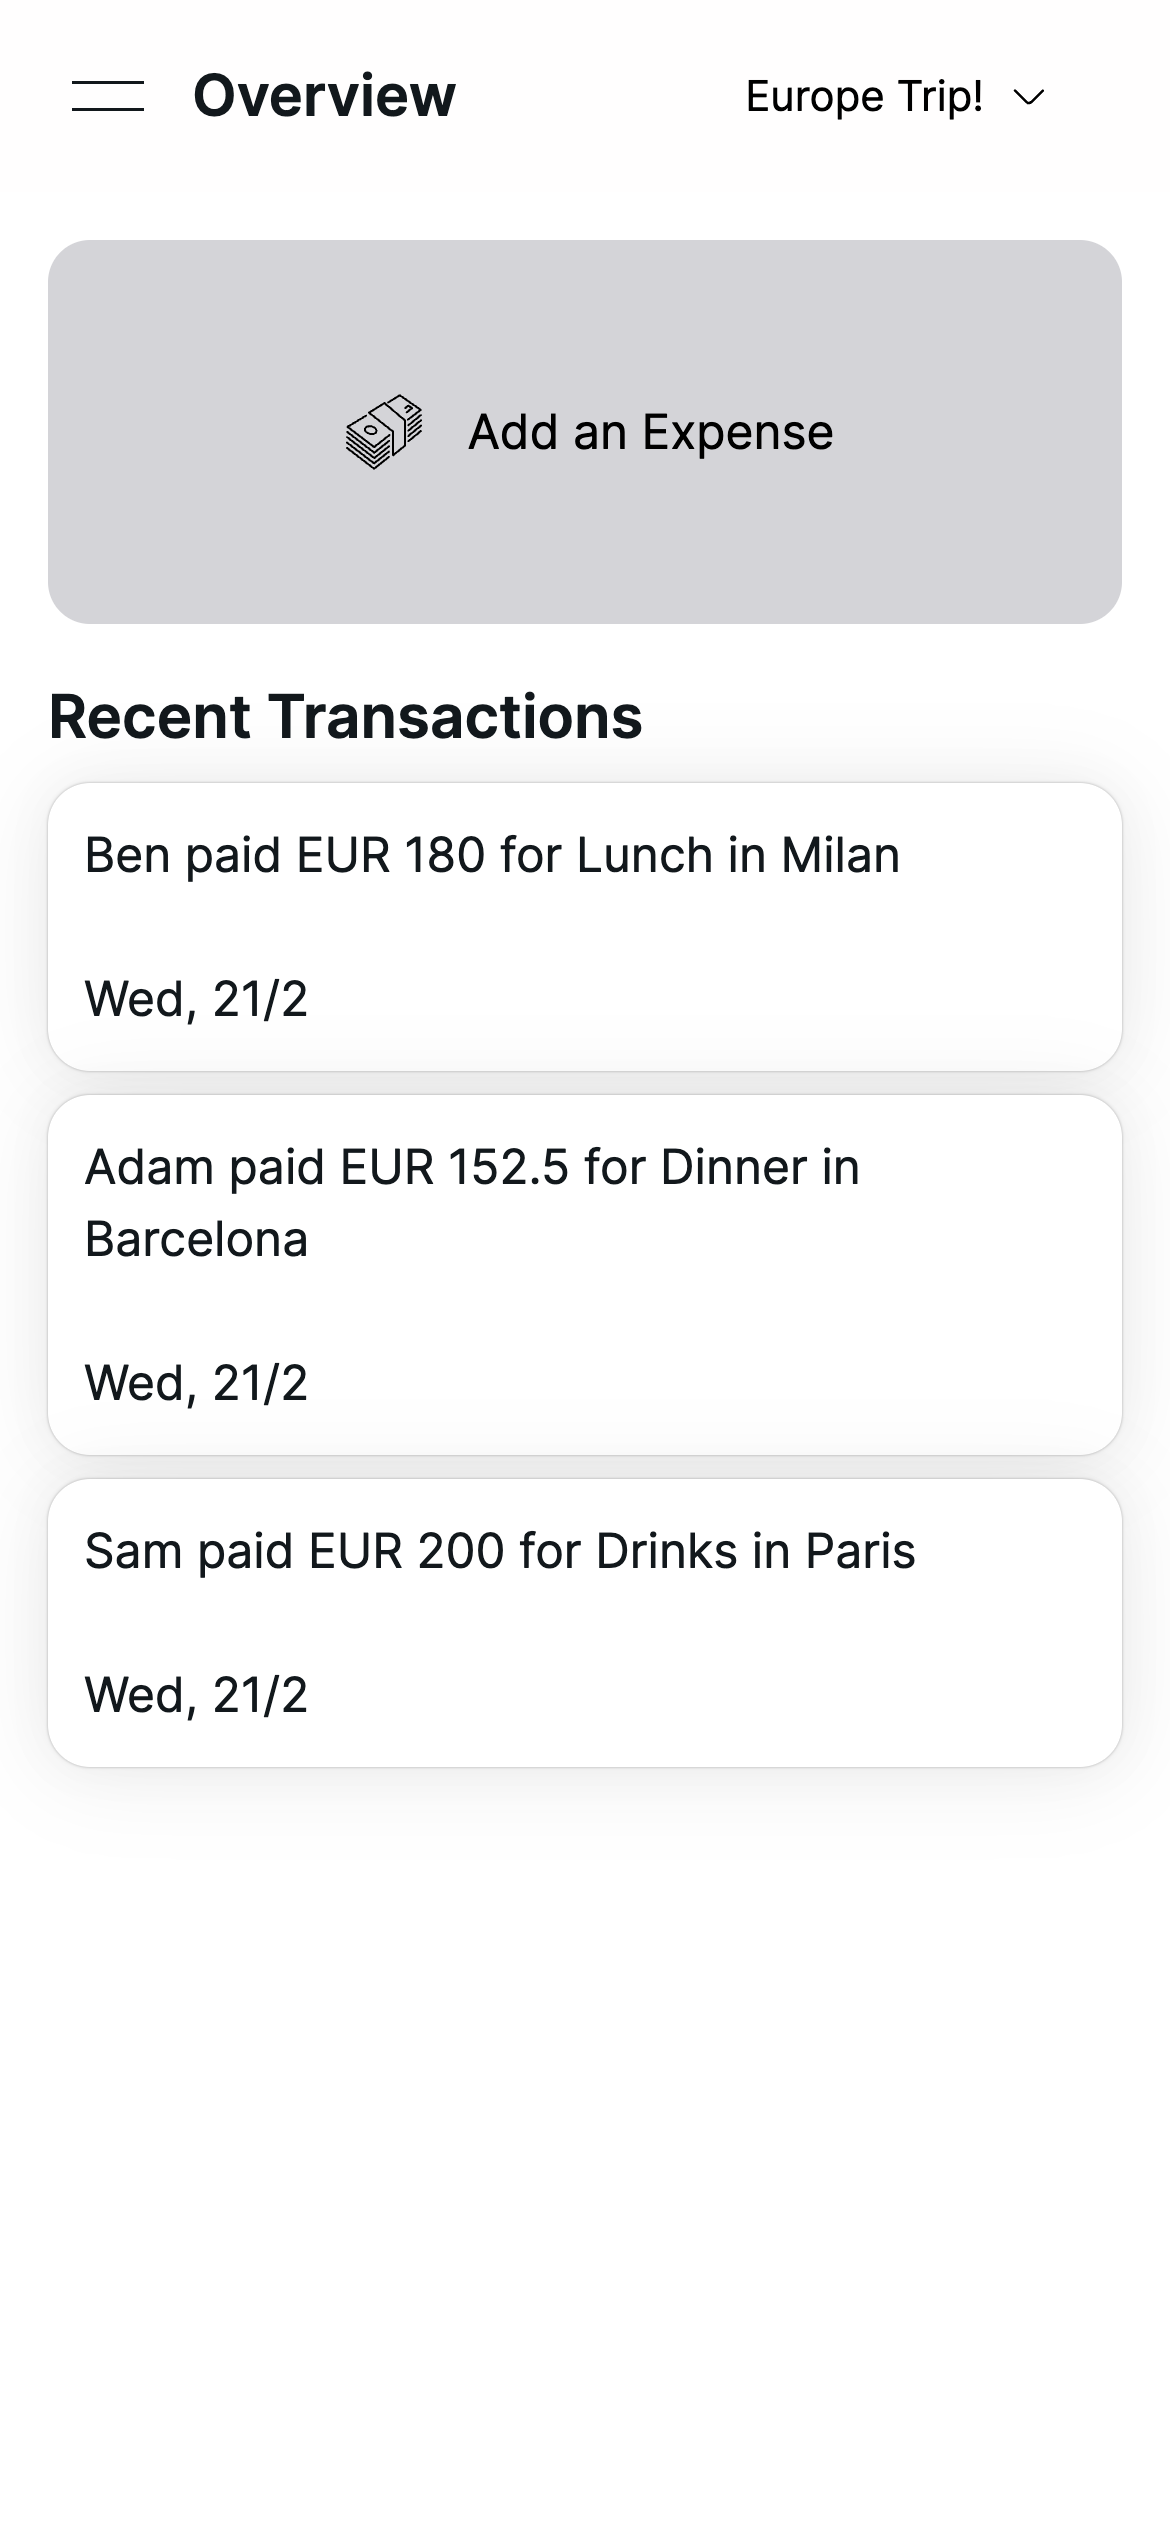 Overview
Europe Trip!
Add an Expense
Recent Transactions
Ben paid EUR 180 for Lunch in Milan
Wed, 21/2
Adam paid EUR 152.5 for Dinner in
Barcelona
Wed, 21/2
Sam paid EUR 200 for Drinks in Paris
Wed, 21/2